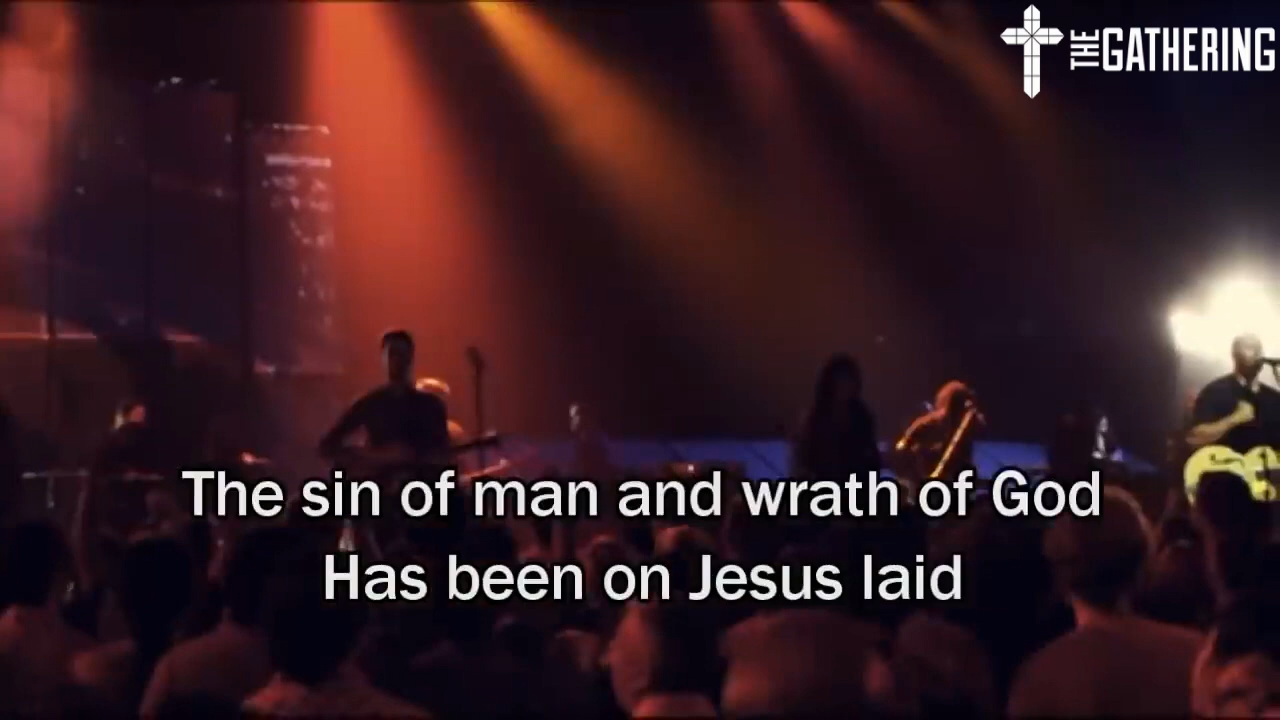 THE GATHERING
The sin of man and wrath of God
Has been on Jesus laid